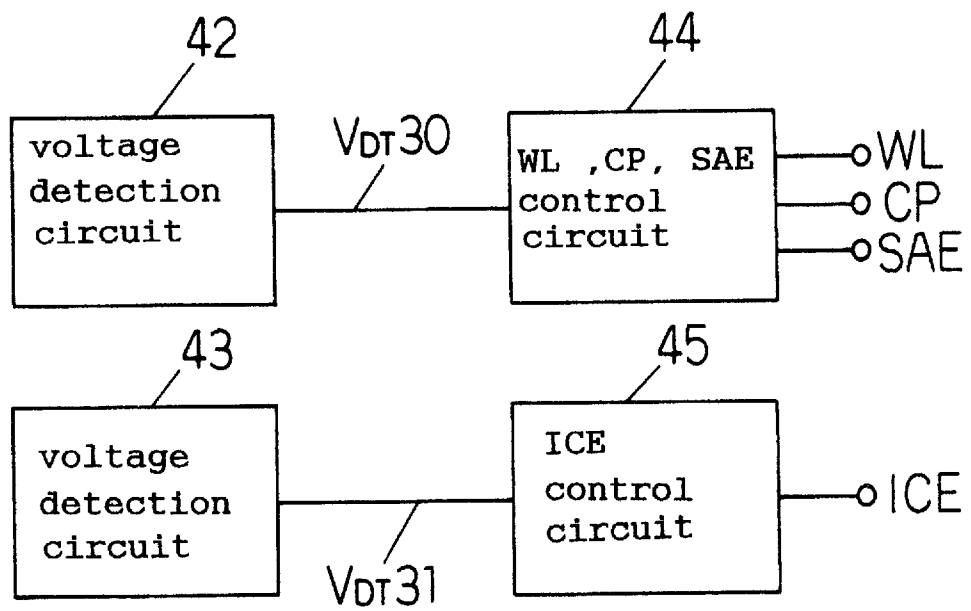 42
44
voltage
detection
circuit
VDT30
WL ,CP, SAE
control
circuit
WL
CP
SAE
43
45
voltage
detection
circuit
VDT31
ICE
control
circuit
ICE